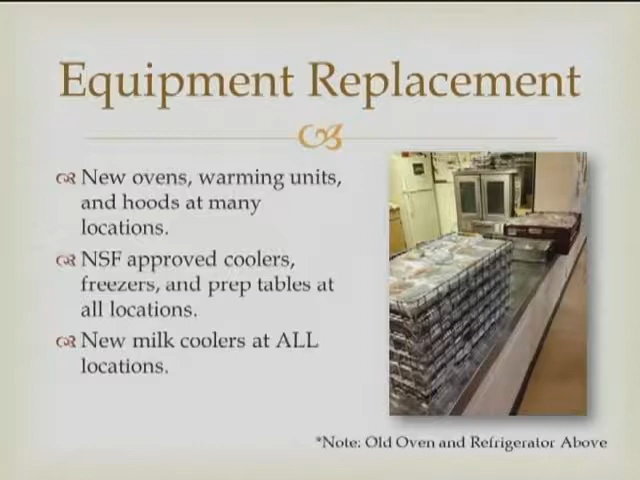 Equipment Replacement
New ovens, warming units,
and hoods at many
locations.
NSF approved coolers,
freezers, and prep tables at
all locations.
New milk coolers at ALL
locations.
*Note: Old Oven and Refrigerator Above